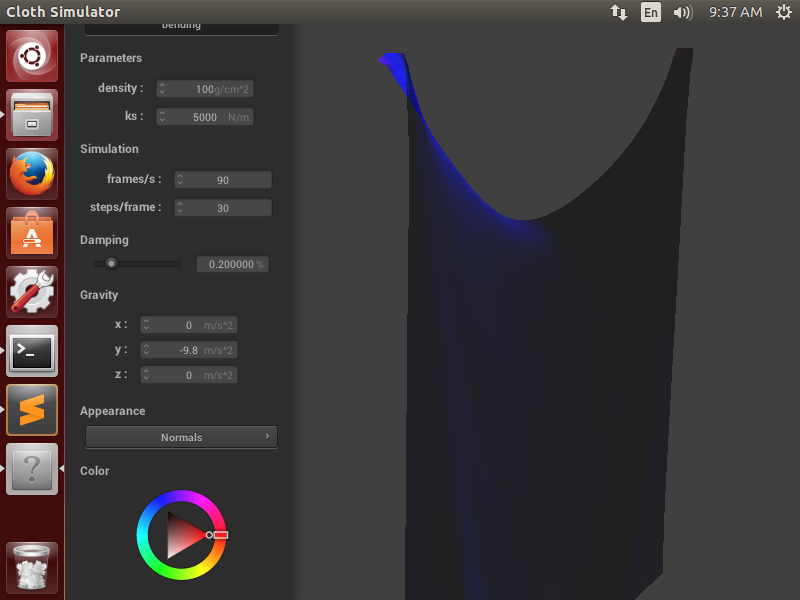 Cloth Simulator
En
9:37 AM
bending
Parameters
density : 100g/cm^2
ks : 5000 N/m
Simulation
frames/s : 90
steps/frame : 30
Damping
0.200000 %
Gravity
x : 0 m/s^2
y : -9.8 m/s^2
z : 0 m/s^2
Appearance
Normals
Color